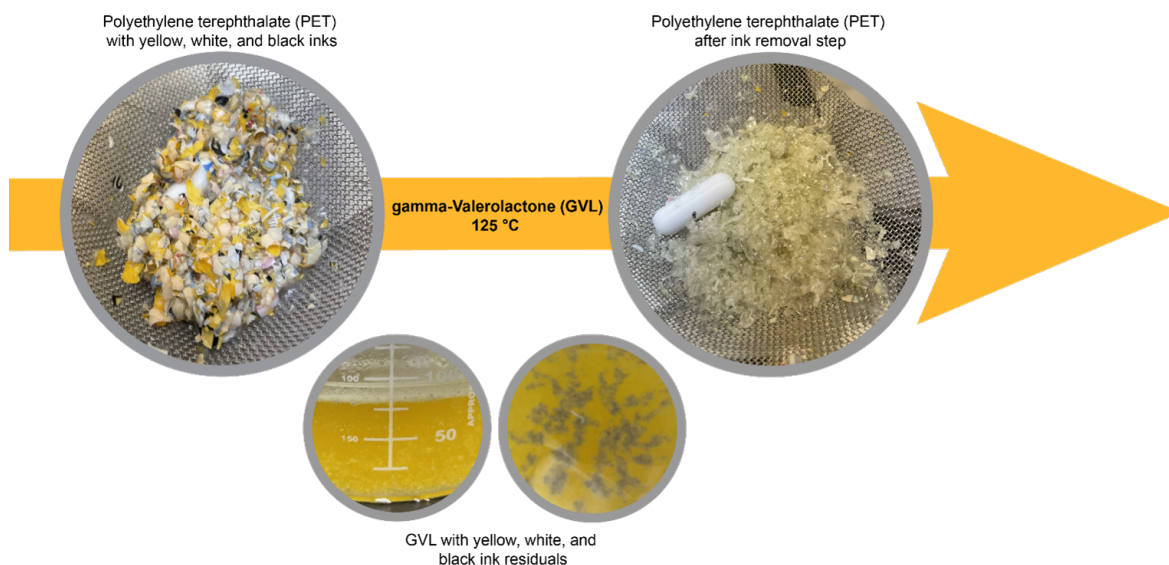 Polyethylene terephthalate (PET)
with yellow, white, and black inks
Polyethylene terephthalate (PET)
after ink removal step
gamma-Valerolactone (GVL)
125 °C
100
150
50
GVL with yellow, white, and
black ink residuals